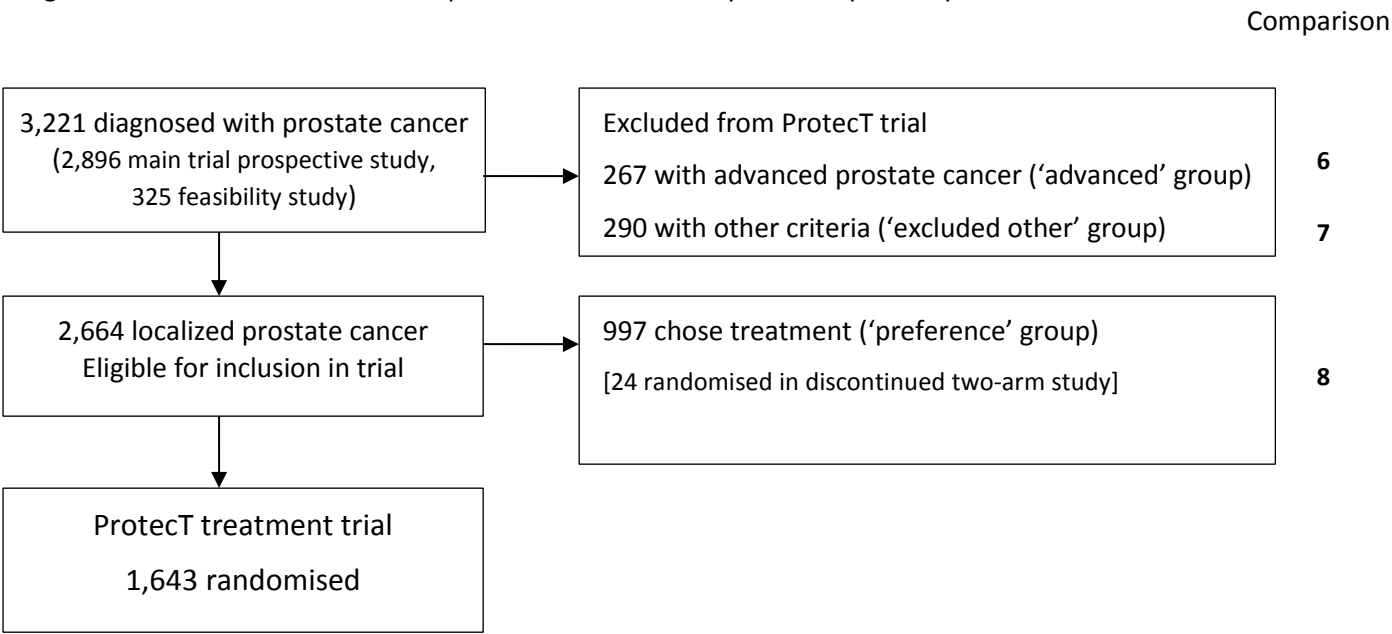 Comparison
3,221 diagnosed with prostate cancer
(2,896 main trial prospective study,
325 feasibility study)
Excluded from ProtecT trial
267 with advanced prostate cancer (‘advanced’ group)
6
290 with other criteria (‘excluded other’ group)
7
2,664 localized prostate cancer
Eligible for inclusion in trial
997 chose treatment (‘preference’ group)
[24 randomised in discontinued two-arm study]
8
ProtecT treatment trial
1,643 randomised